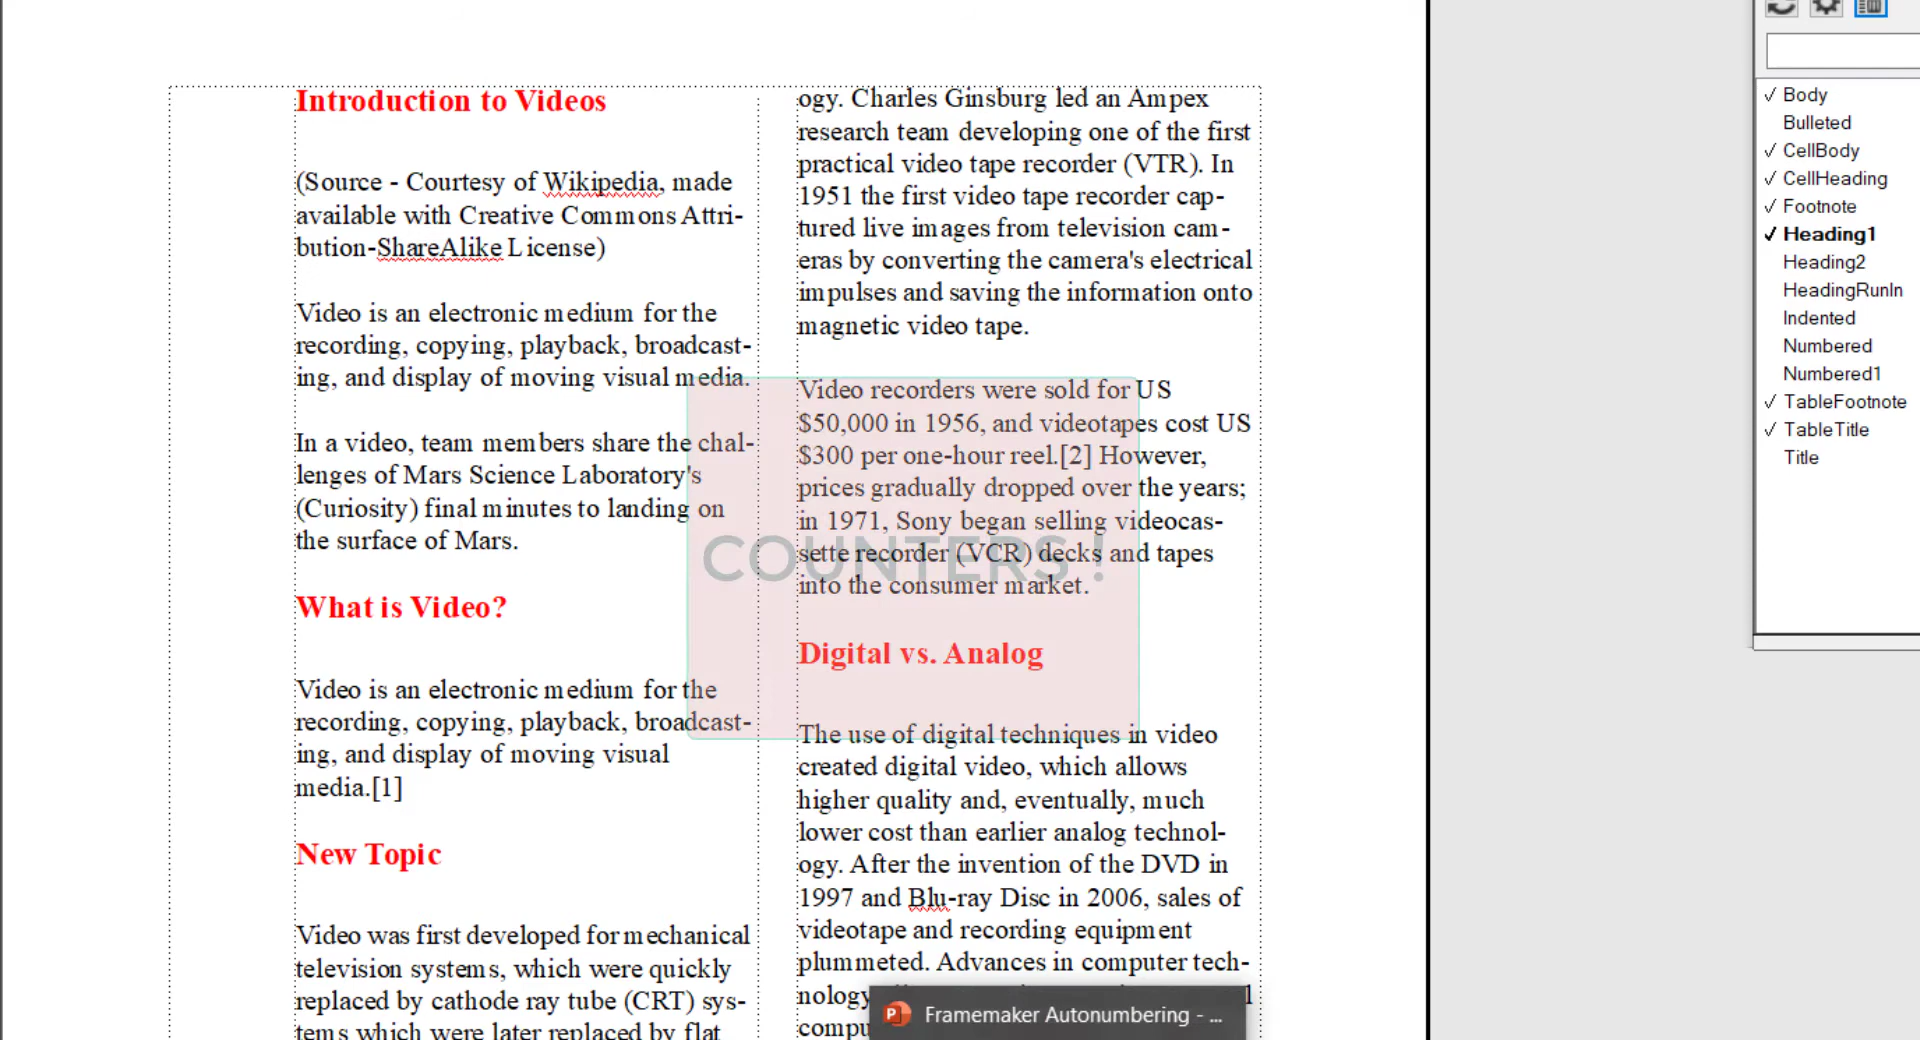 Introduction to Videos
(Source - Courtesy of Wikipedia, made
available with Creative Commons Attri-
bution-ShareAlike License)
Video is an electronic medium for the
recording, copying, playback, broadcast-
ing, and display of moving visual media.
In a video, team members share the chal-
lenges of Mars Science Laboratory's
(Curiosity) final minutes to landing on
the surface of Mars.
What is Video?
Video is an electronic medium for the
recording, copying, playback, broadcast-
ing, and display of moving visual
media.[1]
New Topic
Video was first developed for mechanical
television systems, which were quickly
replaced by cathode ray tube (CRT) sys-
tems which were later replaced by flat
ogy. Charles Ginsburg led an Ampex
research team developing one of the first
practical video tape recorder (VTR). In
1951 the first video tape recorder cap-
tured live images from television cam-
eras by converting the camera's electrical
impulses and saving the information onto
magnetic video tape.
Video recorders were sold for US
$50,000 in 1956, and videotapes cost US
$300 per one-hour reel.[2] However,
prices gradually dropped over the years;
in 1971, Sony began selling videocas-
sette recorder (VCR) decks and tapes
into the consumer market.
COUNTERS !
Digital vs. Analog
The use of digital techniques in video
created digital video, which allows
higher quality and, eventually, much
lower cost than earlier analog technol-
ogy. After the invention of the DVD in
1997 and Blu-ray Disc in 2006, sales of
videotape and recording equipment
plummeted. Advances in computer tech-
nology
compu
Framemaker Autonumbering - ...
✓ Body
Bulleted
✓ CellBody
✓ CellHeading
✓ Footnote
✓ Heading1
Heading2
HeadingRunIn
Indented
Numbered
Numbered1
✓ TableFootnote
✓ TableTitle
Title